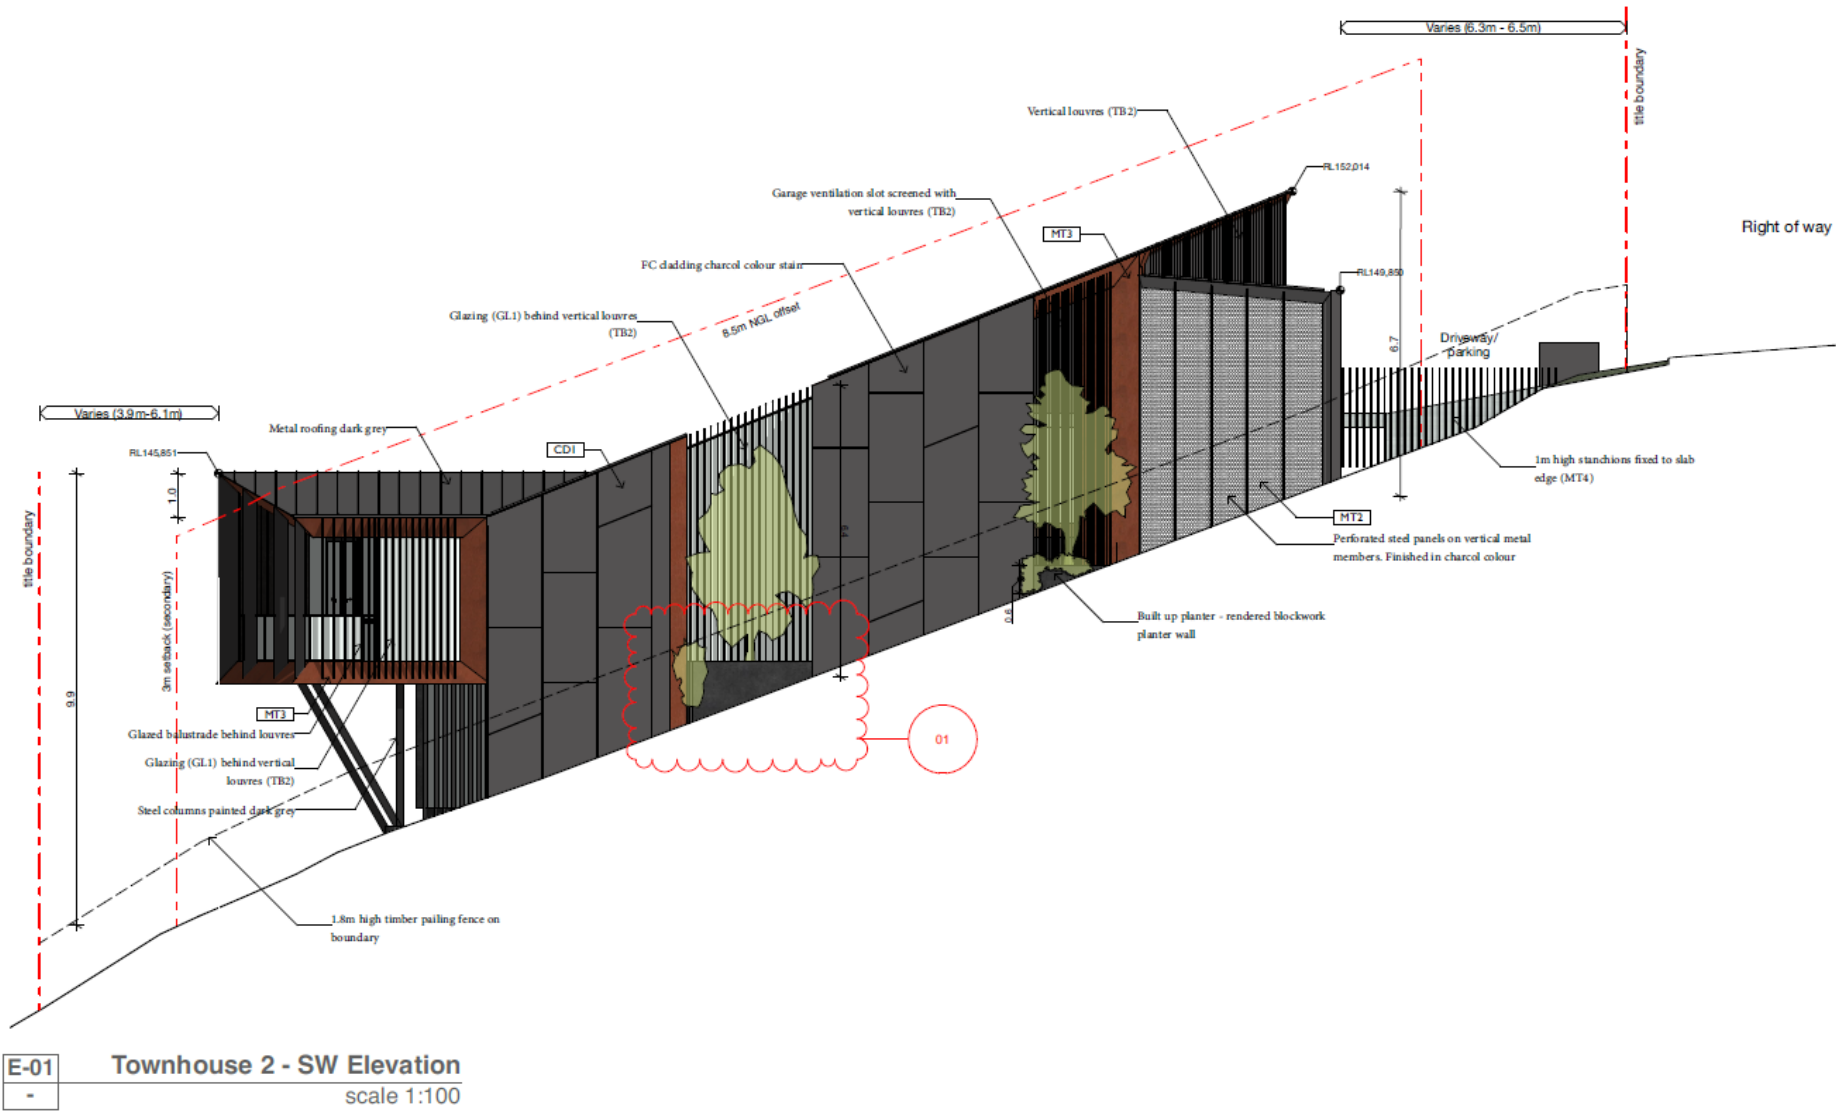 Varies (6.3m - 6.5m)
title boundary
Vertical louvres (TB2)
RL152,014
Garage ventilation slot screened with
vertical louvres (TB2)
MT3
Right of way
FC cladding charcol colour stain
RL149,850
Glazing (GL1) behind vertical louvres
(TB2)
8.5m NGL offset
6.7
Driveway/
parking
Varies (3.9m-6.1m)
Metal roofing dark grey
CD1
RL145,851
1.0
1m high stanchions fixed to slab
edge (MT4)
title boundary
MT2
Perforated steel panels on vertical metal
members. Finished in charcol colour
6.4
3m setback (secondary)
0.6
Built up planter - rendered blockwork
planter wall
9.9
MT3
Glazed balustrade behind louvres
01
Glazing (GL1) behind vertical
louvres (TB2)
Steel columns painted dark grey
1.8m high timber pailing fence on
boundary
E-01
Townhouse 2 - SW Elevation
-
scale 1:100